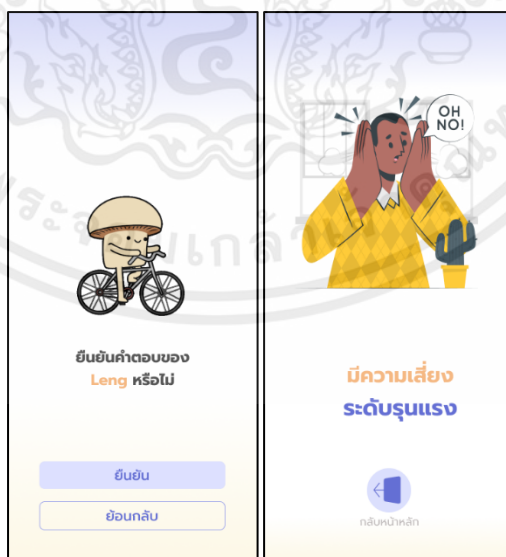 ยืนยันคำตอบของ
Leng หรือไม่
ยืนยัน
ย้อนกลับ
OH
NO!
มีความเสี่ยง
ระดับรุนแรง
กลับหน้าหลัก